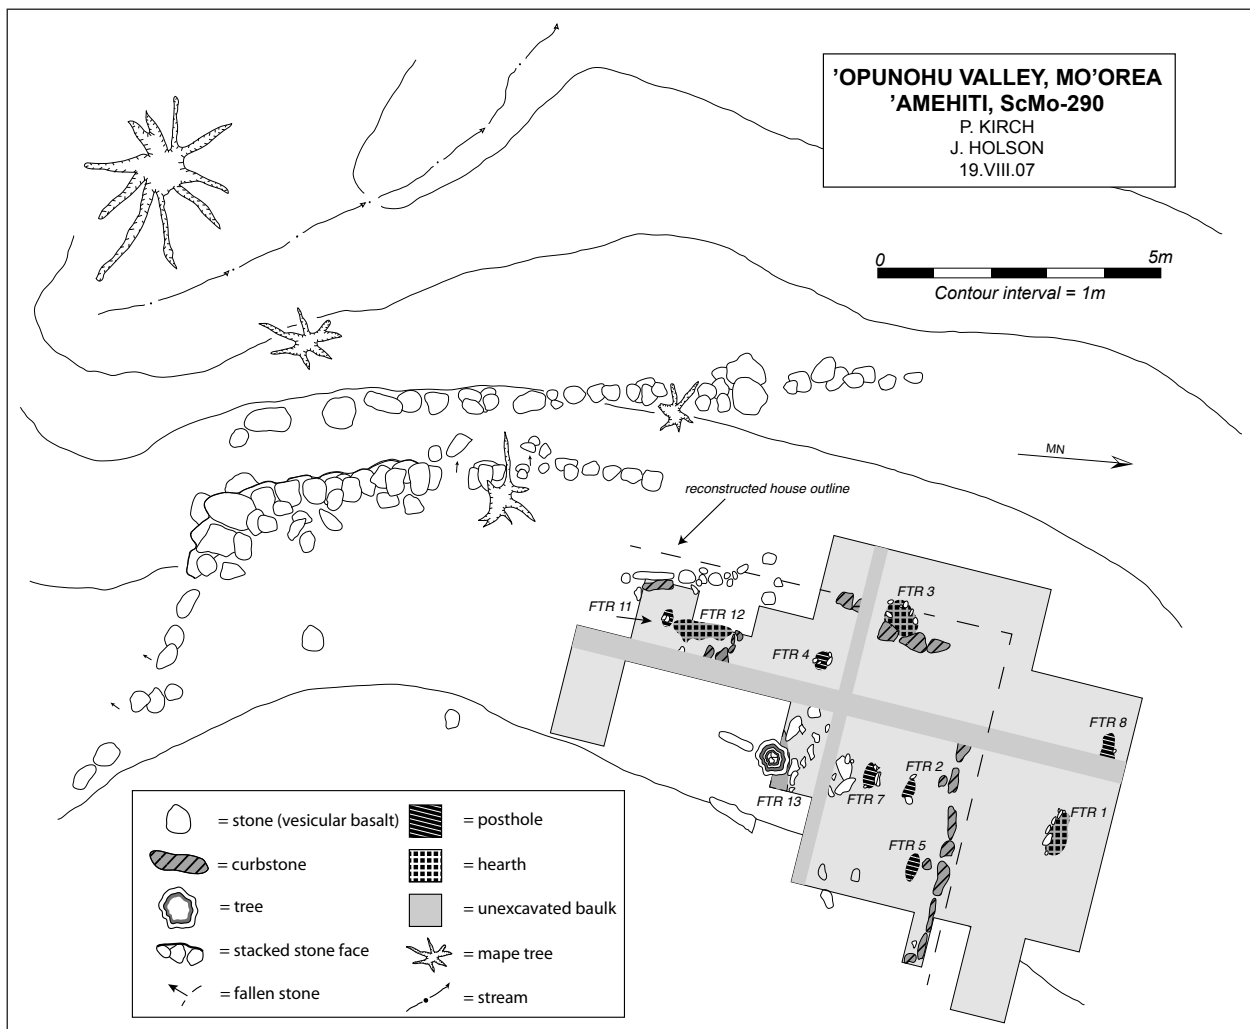 'OPUNOHU VALLEY, MO'OREA
'AMEHITI, ScMo-290
P. KIRCH
J. HOLSON
19.VIII.07
0 5m
Contour interval = 1m
MN
reconstructed house outline
FTR 3
FTR 11
FTR 12
FTR 4
FTR 8
FTR 2
FTR 7
FTR 13
FTR 1
FTR 5
= stone (vesicular basalt)
= curbstone
= tree
= stacked stone face
= fallen stone
= posthole
= hearth
= unexcavated baulk
= mape tree
= stream